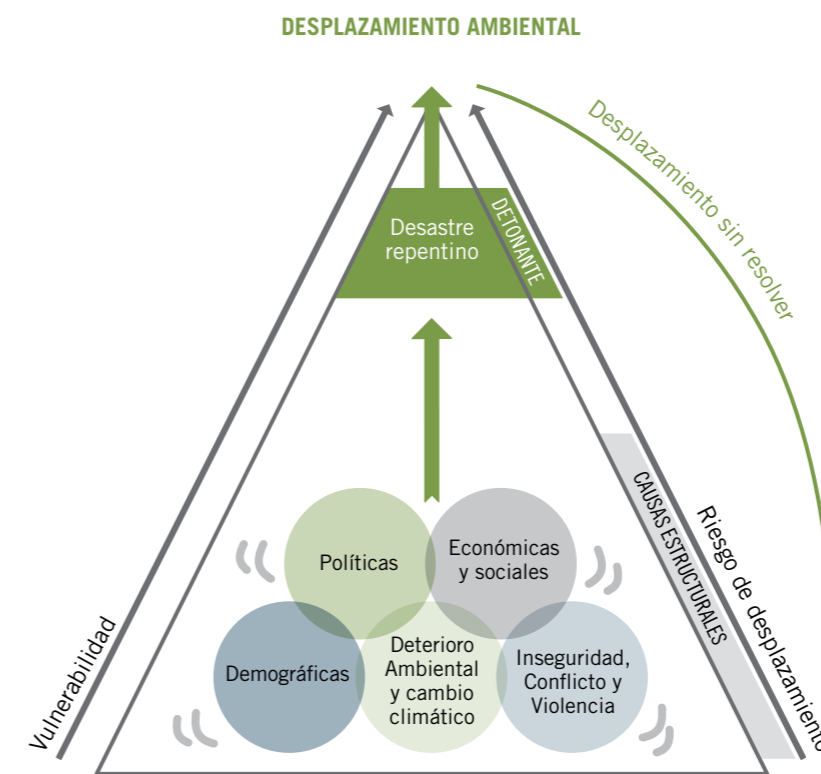 DESPLAZAMIENTO AMBIENTAL
Desplazamiento sin resolver
Desastre
repentino
DETONANTE
CAUSAS ESTRUCTURALES
Riesgo de desplazamiento
Vulnerabilidad
Políticas
Económicas
y sociales
Demográficas
Deterioro
Ambiental
y cambio
climático
Inseguridad,
Conflicto y
Violencia